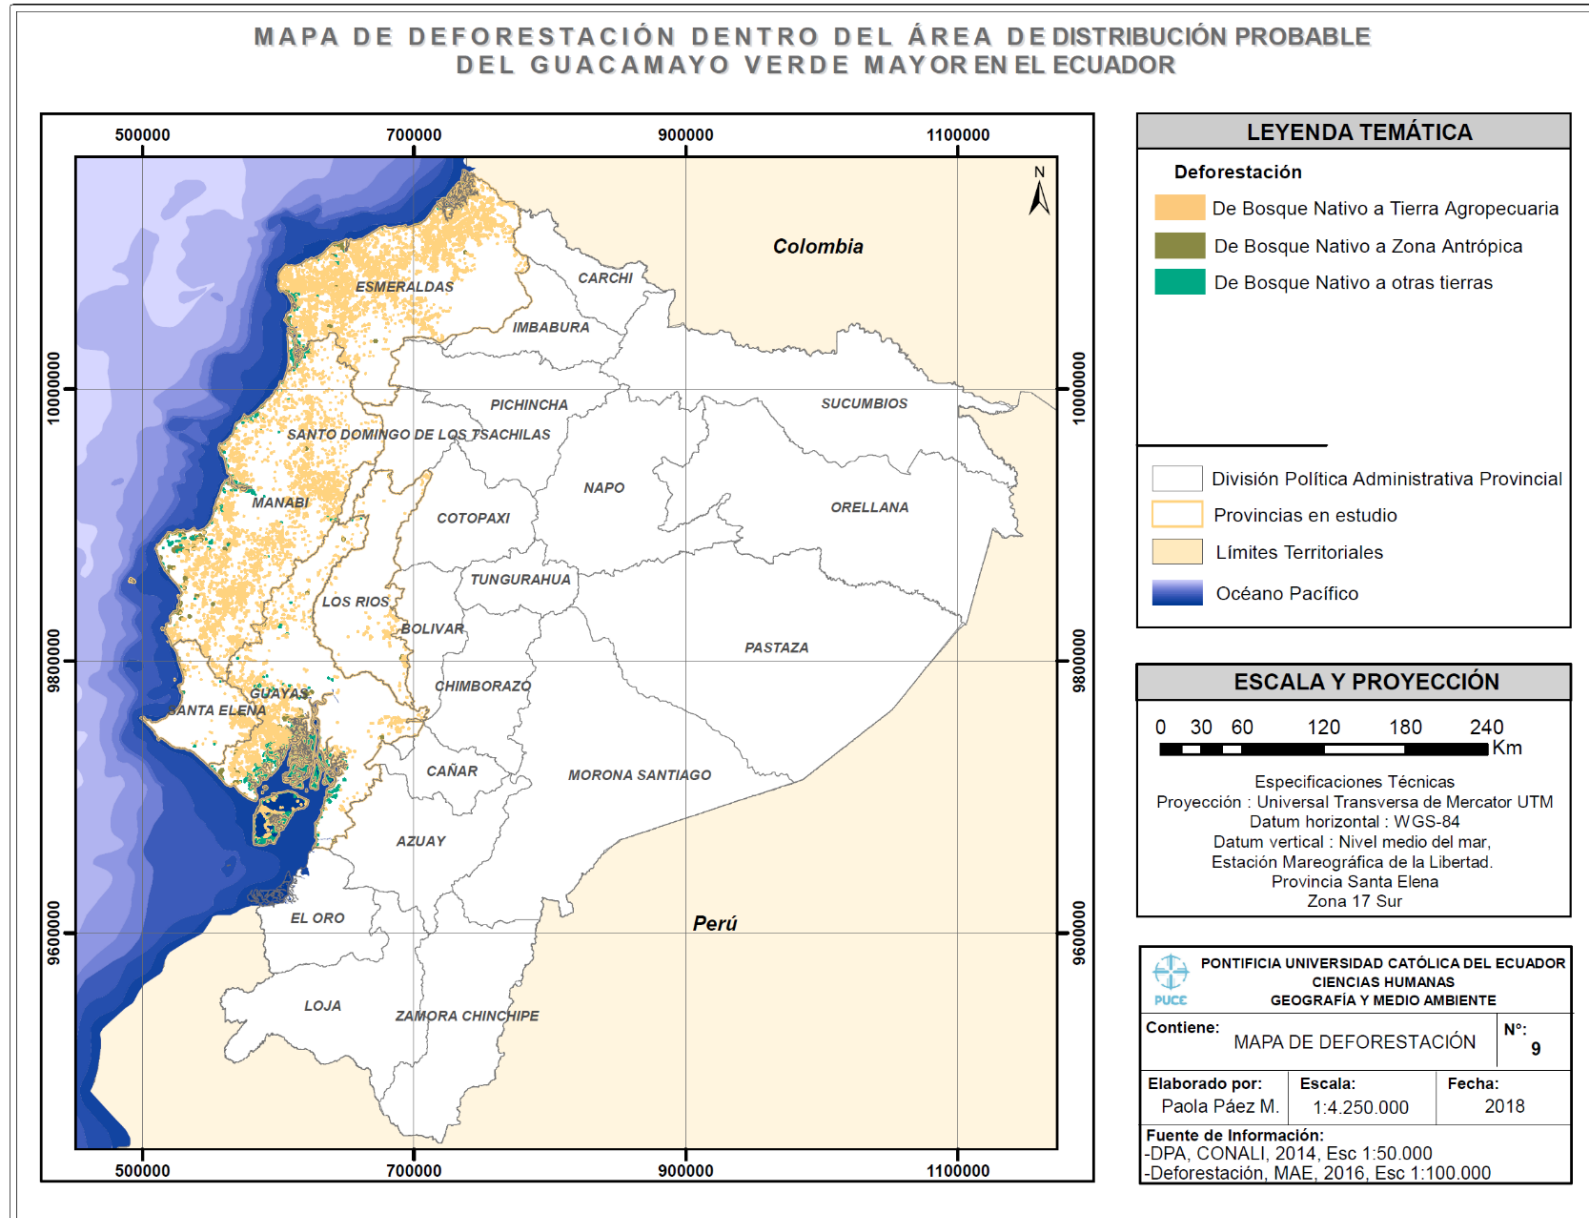 MAPA DE DEFORESTACIÓN DENTRO DEL ÁREA DE DISTRIBUCIÓN PROBABLE
DEL GUACAMAYO VERDE MAYOR EN EL ECUADOR
500000
700000
900000
1100000
N
Colombia
CARCHI
ESMERALDAS
IMBABURA
10000000
10000000
PICHINCHA
SUCUMBIOS
SANTO DOMINGO DE LOS TSACHILAS
NAPO
MANABI
ORELLANA
COTOPAXI
TUNGURAHUA
LOS RIOS
BOLIVAR
PASTAZA
9800000
9800000
CHIMBORAZO
GUAYAS
SANTA ELENA
CAÑAR
MORONA SANTIAGO
AZUAY
EL ORO
Perú
9600000
9600000
LOJA
ZAMORA CHINCHIPE
500000
700000
900000
1100000
LEYENDA TEMÁTICA
Deforestación
De Bosque Nativo a Tierra Agropecuaria
De Bosque Nativo a Zona Antrópica
De Bosque Nativo a otras tierras
División Política Administrativa Provincial
Provincias en estudio
Límites Territoriales
Océano Pacífico
ESCALA Y PROYECCIÓN
0 30 60 120 180 240
Km
Especificaciones Técnicas
Proyección : Universal Transversa de Mercator UTM
Datum horizontal : WGS-84
Datum vertical : Nivel medio del mar,
Estación Mareográfica de la Libertad.
Provincia Santa Elena
Zona 17 Sur
PUCE
PONTIFICIA UNIVERSIDAD CATÓLICA DEL ECUADOR
CIENCIAS HUMANAS
GEOGRAFÍA Y MEDIO AMBIENTE
Contiene:
MAPA DE DEFORESTACIÓN
N°:
9
Elaborado por:
Paola Páez M.
Escala:
1:4.250.000
Fecha:
2018
Fuente de Información:
-DPA, CONALI, 2014, Esc 1:50.000
-Deforestación, MAE, 2016, Esc 1:100.000